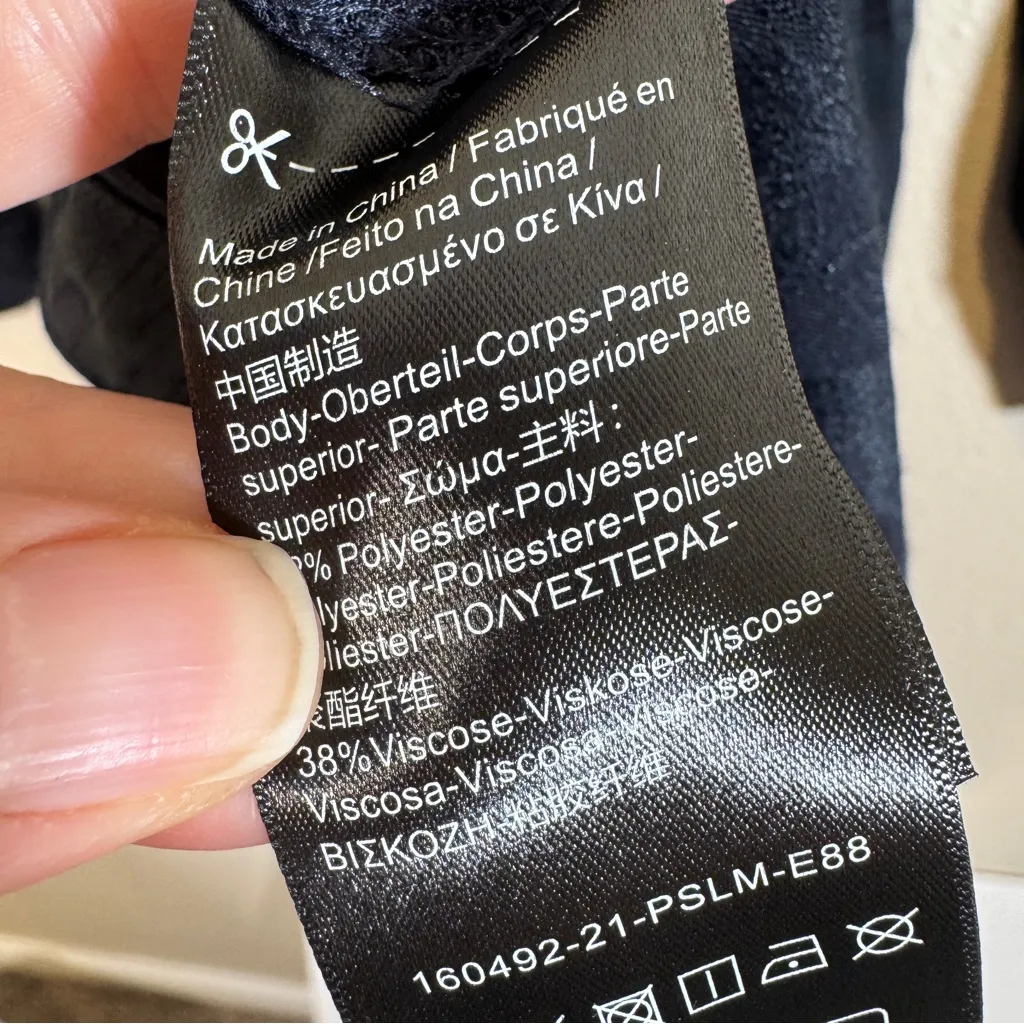 Made in China / Fabriqué en
Chine /Feito na China /
Κατασκευασμένο σε Κίνα /
中国制造
Body-Oberteil-Corps-Parte
superior- Parte superiore-Parte
superior- Σώμα-主料 :
% Polyester-Polyester-
lyester-Poliestere-Poliestere-
liester-ΠΟΛΥΕΣΤΕΡΑΣ-
酯纤维
38%Viscose-Viskose-Viscose-
Viscosa-Viscosa-Viscose-
ΒΙΣΚΟΖΗ-粘胶纤维
160492-21-PSLM-E88